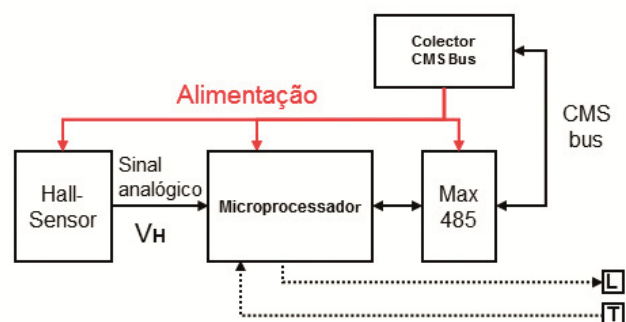 Colector
CMS Bus
Alimentação
CMS
bus
Hall-
Sensor
Sinal
analógico
VH
Microprocessador
Max
485
L
T